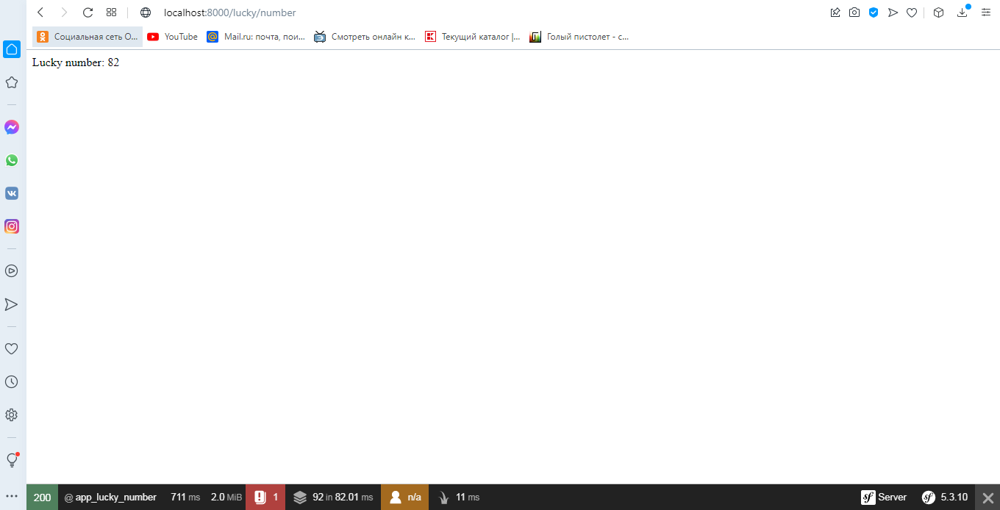 localhost:8000/lucky/number
Социальная сеть О... YouTube Mail.ru: почта, пои... Смотреть онлайн к... Текущий каталог |... Голый пистолет - с...
Lucky number: 82
200 @ app_lucky_number 711 ms 2.0 MiB 1 92 in 82.01 ms n/a 11 ms Server 5.3.10